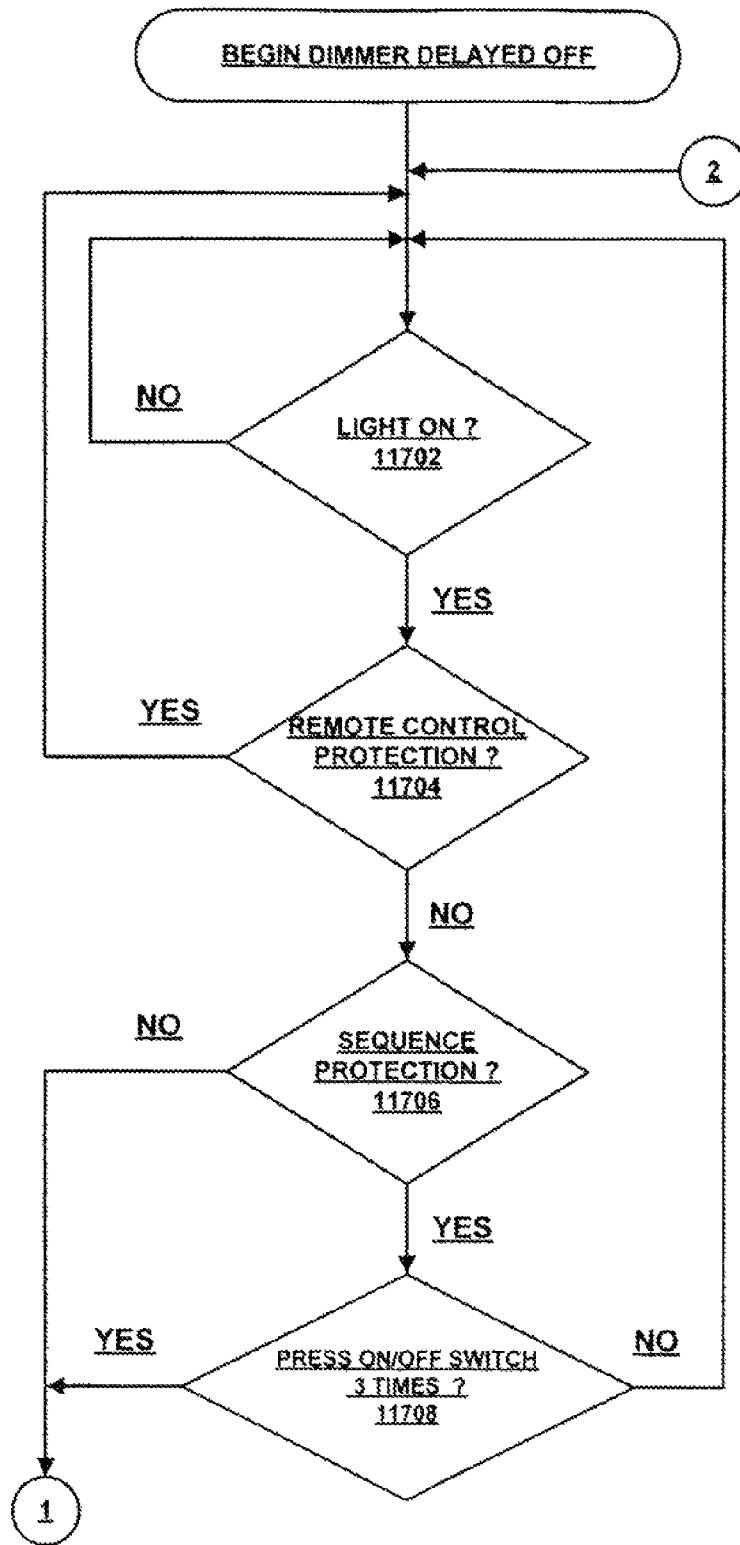 BEGIN DIMMER DELAYED OFF
2
NO
LIGHT ON ?
11702
YES
YES
REMOTE CONTROL
PROTECTION ?
11704
NO
NO
SEQUENCE
PROTECTION ?
11706
YES
YES
PRESS ON/OFF SWITCH
3 TIMES ?
11708
NO
1